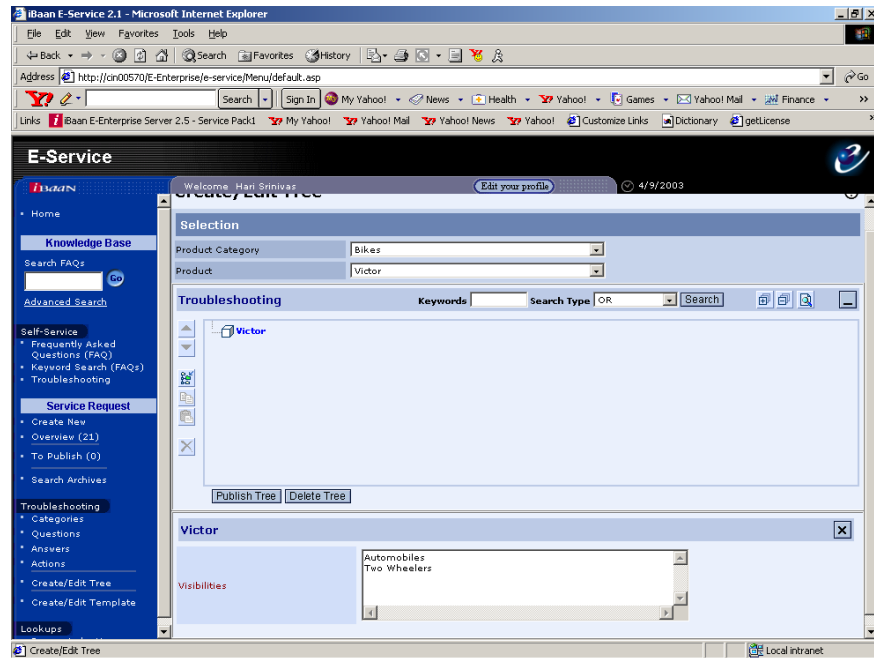 iBaan E-Service 2.1 - Microsoft Internet Explorer
File Edit View Favorites Tools Help
Back Search Favorites History
Address http://cin00570/E-Enterprise/e-service/Menu/default.asp Go
Y! Search Sign In My Yahoo! News Health Yahoo! Games Yahoo! Mail Finance »
Links iBaan E-Enterprise Server 2.5 - Service Pack1 My Yahoo! Yahoo! Mail Yahoo! News Yahoo! Customize Links Dictionary getLicense »
E-Service
iBaan Welcome Hari Srinivas Edit your profile 4/9/2003
Create/Edit Tree
Home
Knowledge Base
Search FAQs
Go
Advanced Search
Self-Service
Frequently Asked
Questions (FAQ)
Keyword Search (FAQs)
Troubleshooting
Service Request
Create New
Overview (21)
To Publish (0)
Search Archives
Troubleshooting
Categories
Questions
Answers
Actions
Create/Edit Tree
Create/Edit Template
Lookups
Selection
Product Category Bikes
Product Victor
Troubleshooting Keywords Search Type OR Search
Victor
Publish Tree Delete Tree
Victor
Visibilities
Automobiles
Two Wheelers
Create/Edit Tree Local intranet